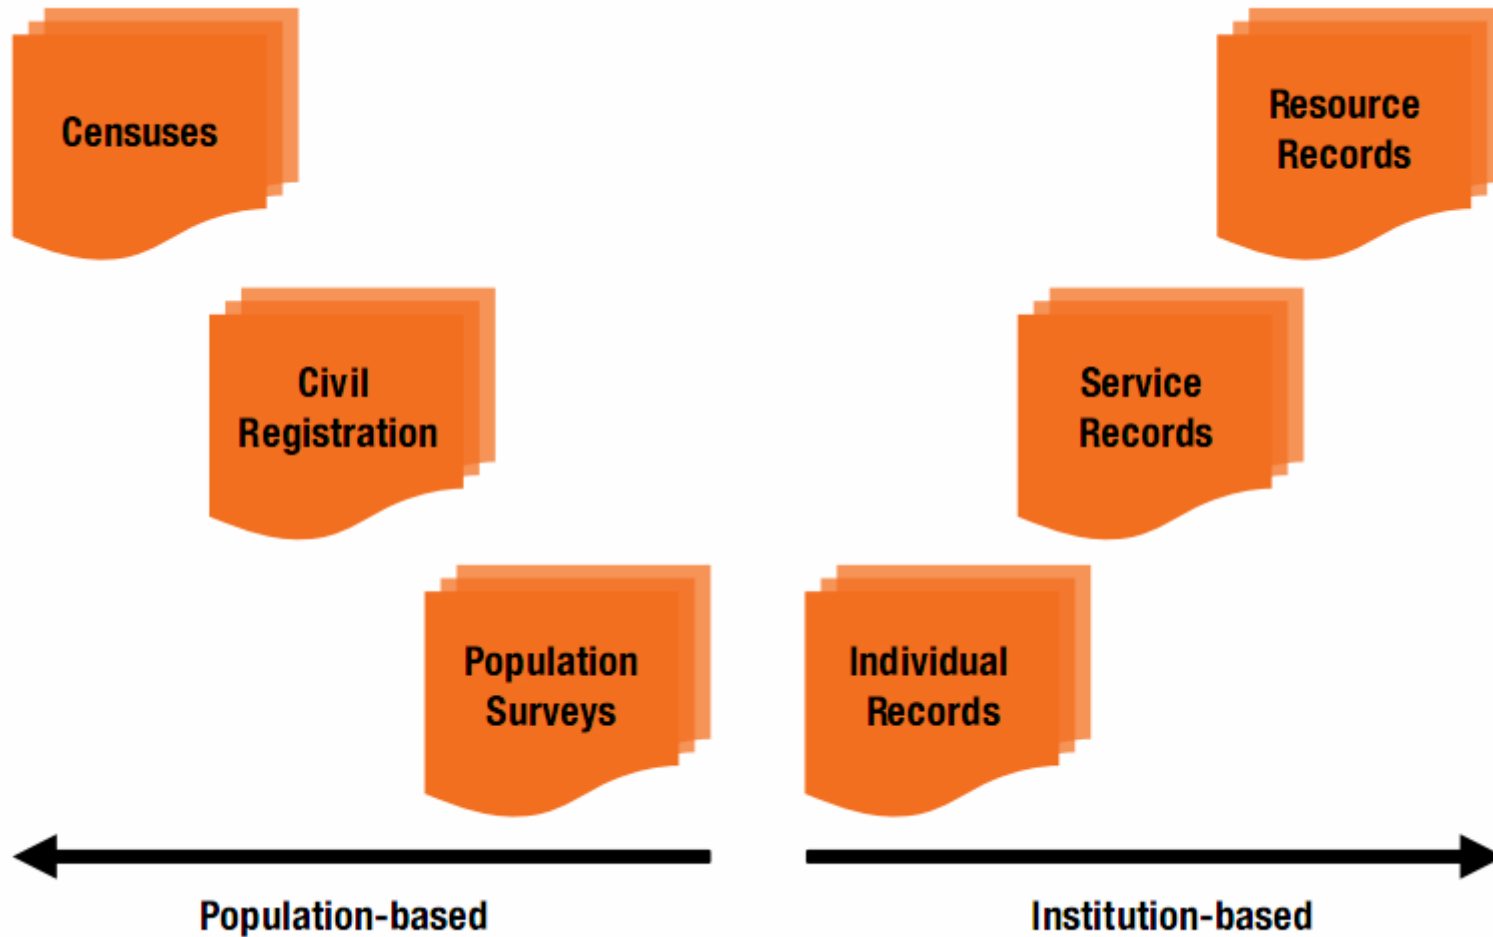 Censuses
Civil
Registration
Population
Surveys
Population-based
Resource
Records
Service
Records
Individual
Records
Institution-based